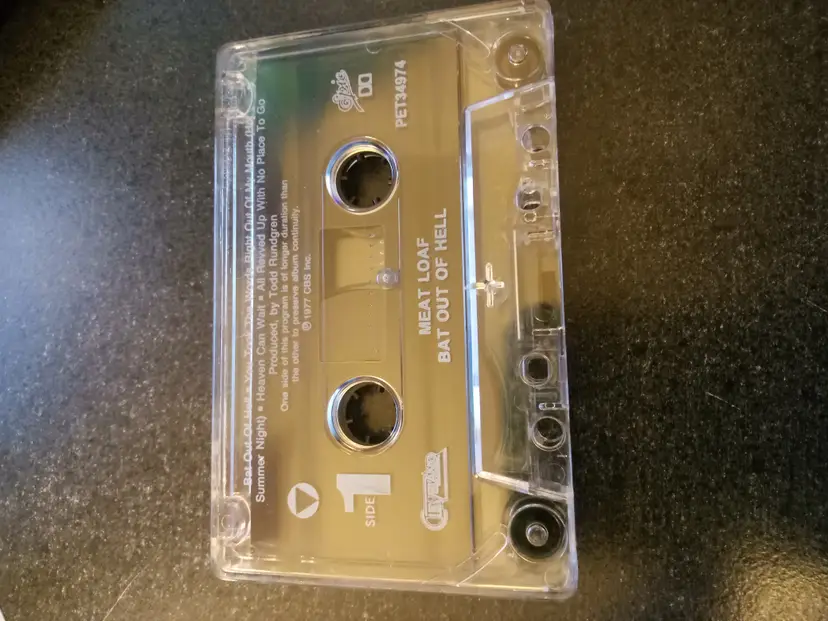 Bat Out Of Hell ■ You Took The Words Right Out Of My Mouth (Hot
Summer Night) ■ Heaven Can Wait ■ All Revved Up With No Place To Go
Produced, by Todd Rundgren
One side of this program is of longer duration than
the other to preserve album continuity.
℗ 1977 CBS Inc.
SIDE 1
Epic
PET34974
MEAT LOAF
BAT OUT OF HELL